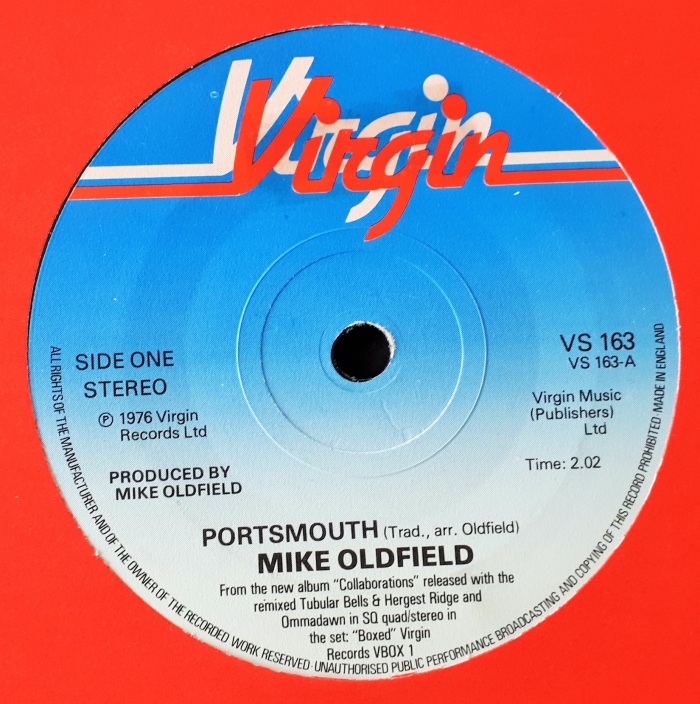 Virgin
SIDE ONE
STEREO
℗ 1976 Virgin
Records Ltd
PRODUCED BY
MIKE OLDFIELD
VS 163
VS 163-A
Virgin Music
(Publishers)
Ltd
Time: 2.02
PORTSMOUTH (Trad., arr. Oldfield)
MIKE OLDFIELD
From the new album "Collaborations" released with the
remixed Tubular Bells & Hergest Ridge and
Ommadawn in SQ quad/stereo in
the set: "Boxed" Virgin
Records VBOX 1
ALL RIGHTS OF THE MANUFACTURER AND OF THE OWNER OF THE RECORDED WORK RESERVED · UNAUTHORISED PUBLIC PERFORMANCE BROADCASTING AND COPYING OF THIS RECORD PROHIBITED MADE IN ENGLAND